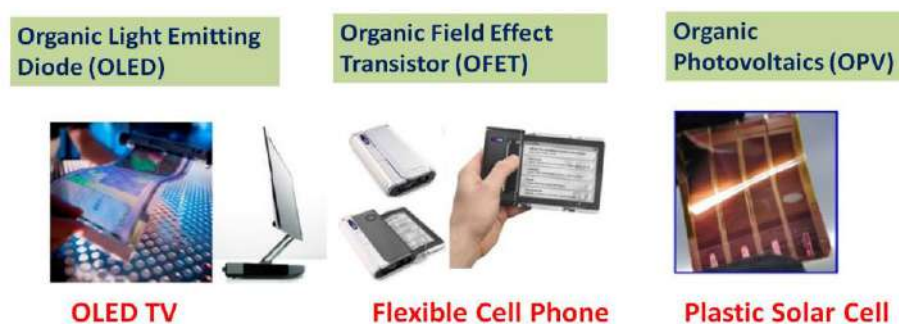 Organic Light Emitting
Diode (OLED)
Organic Field Effect
Transistor (OFET)
Organic
Photovoltaics (OPV)
OLED TV
Flexible Cell Phone
Plastic Solar Cell